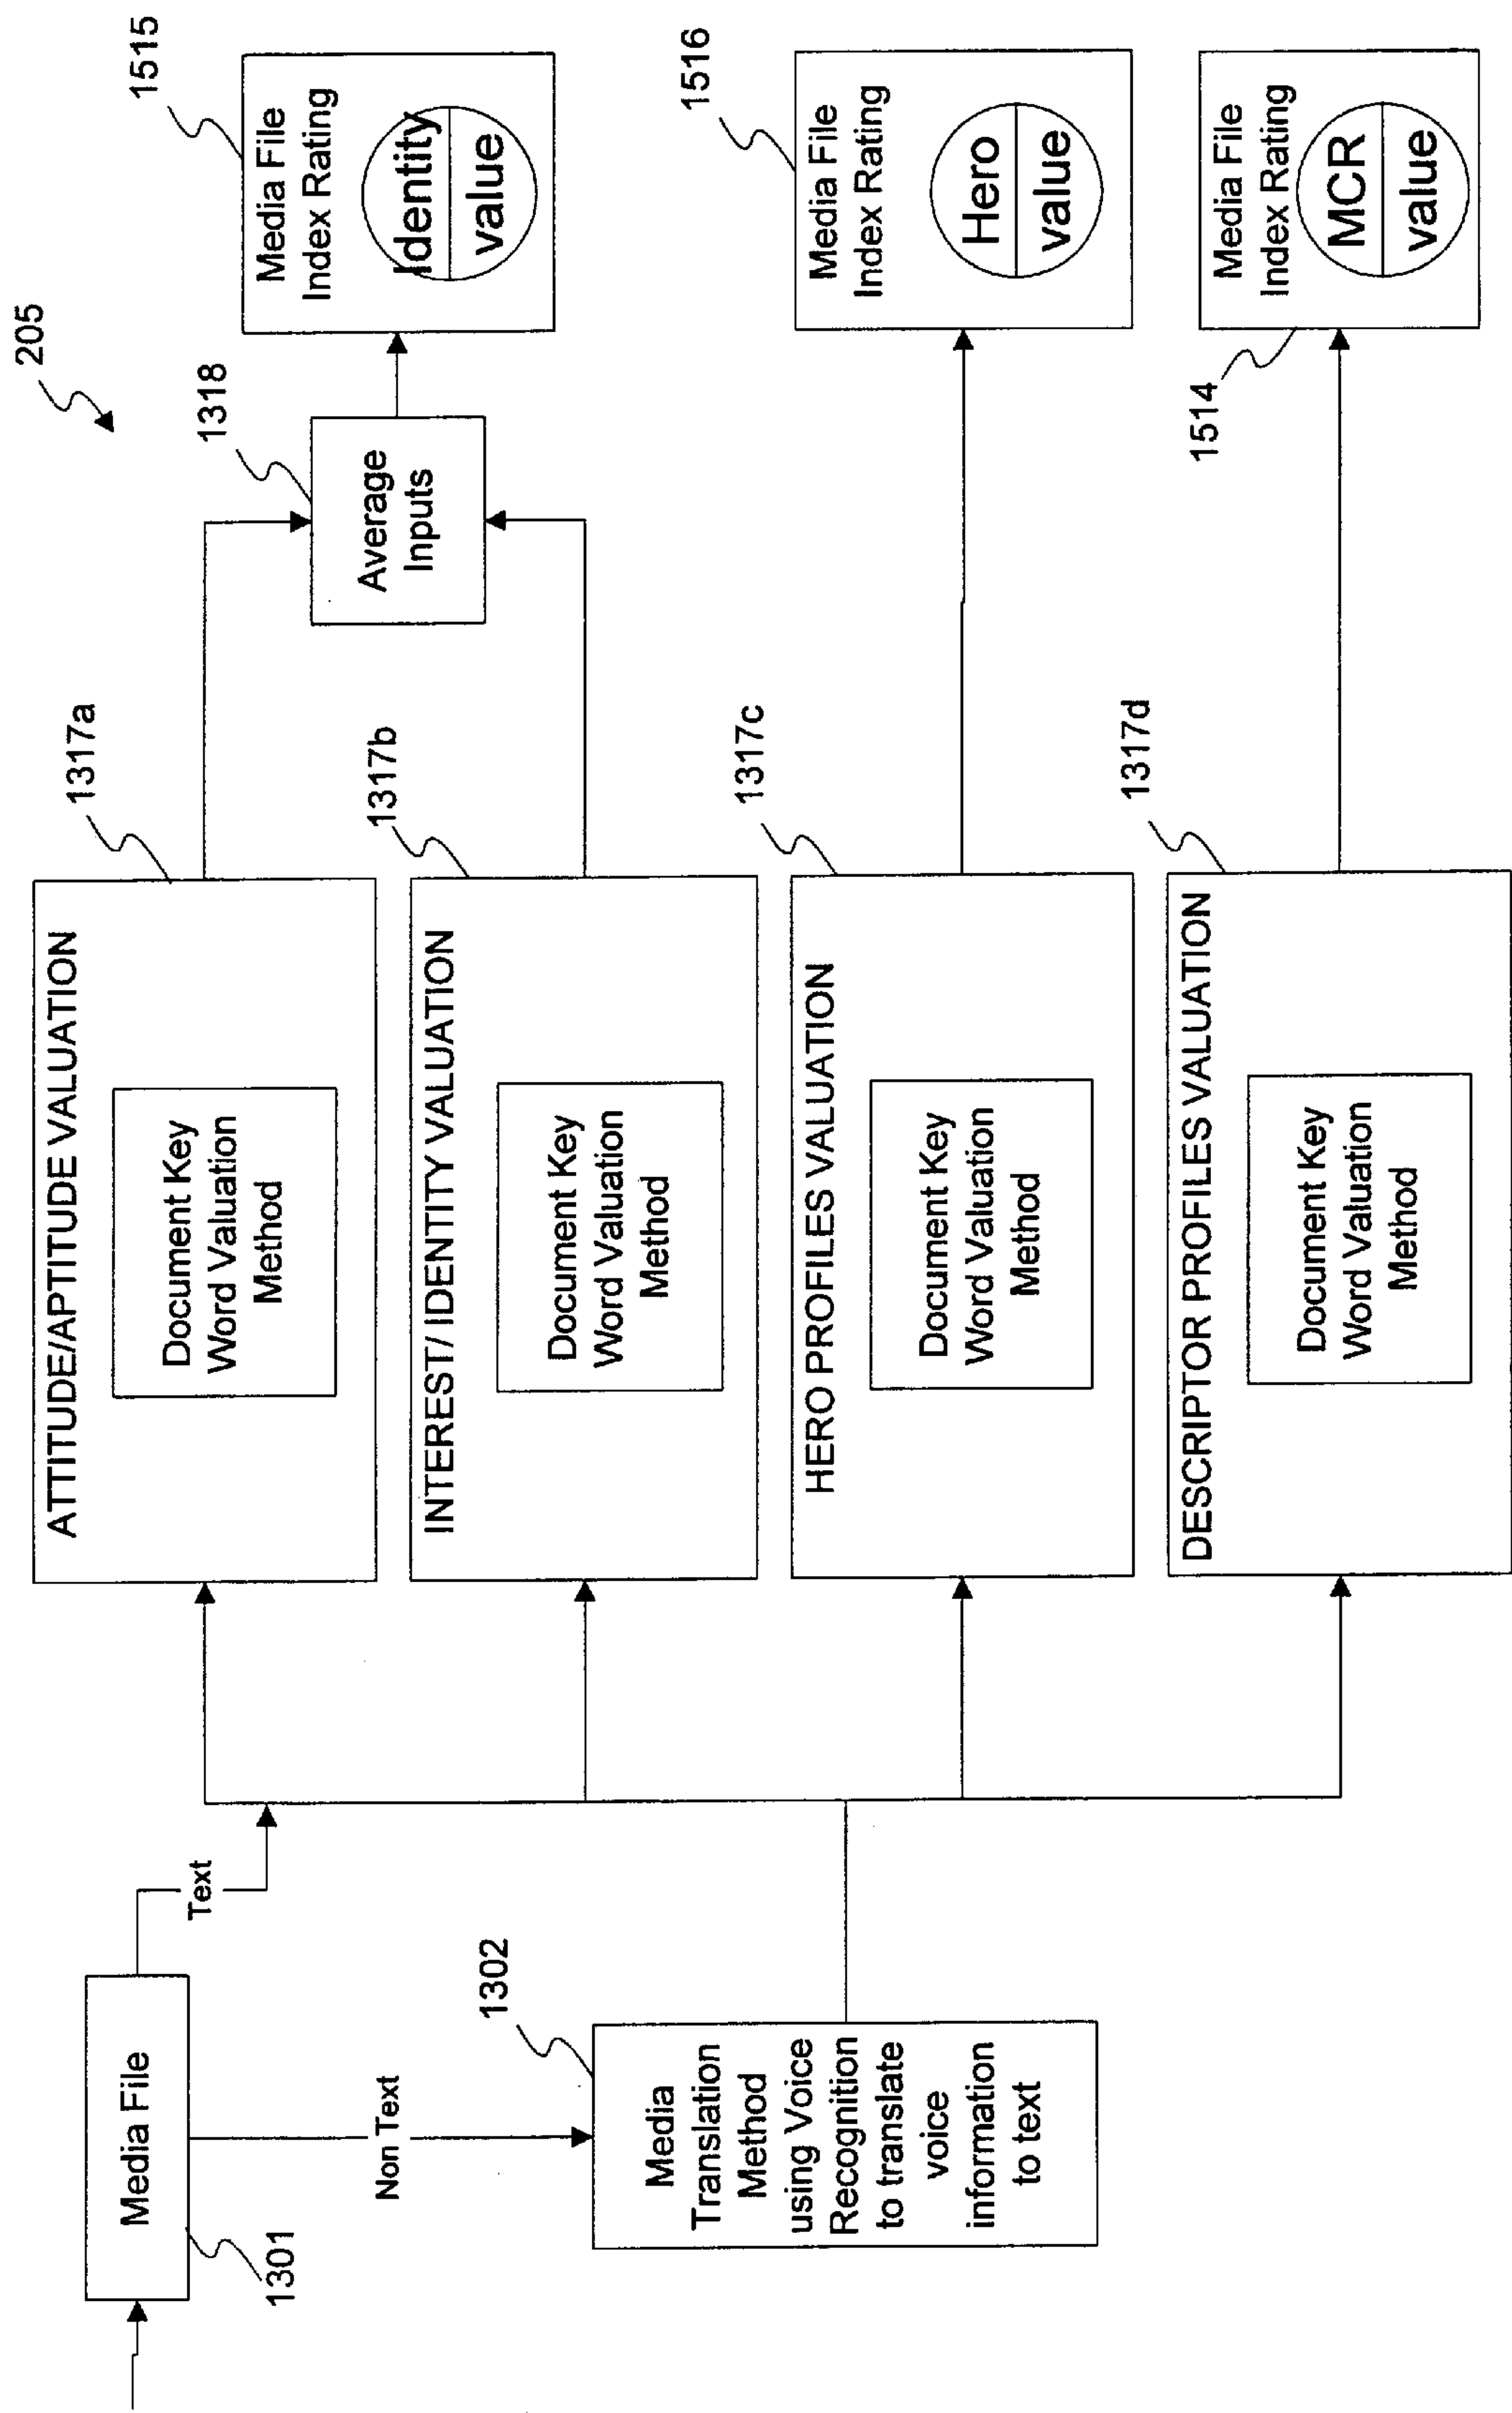 205
Media File
1301
Text
Non Text
1302
Media
Translation
Method
using Voice
Recognition
to translate
voice
information
to text
1317a
ATTITUDE/APTITUDE VALUATION
Document Key
Word Valuation
Method
1317b
INTEREST/ IDENTITY VALUATION
Document Key
Word Valuation
Method
1317c
HERO PROFILES VALUATION
Document Key
Word Valuation
Method
1317d
DESCRIPTOR PROFILES VALUATION
Document Key
Word Valuation
Method
1318
Average
Inputs
1515
Media File
Index Rating
Identity
value
1516
Media File
Index Rating
Hero
value
1514
Media File
Index Rating
MCR
value